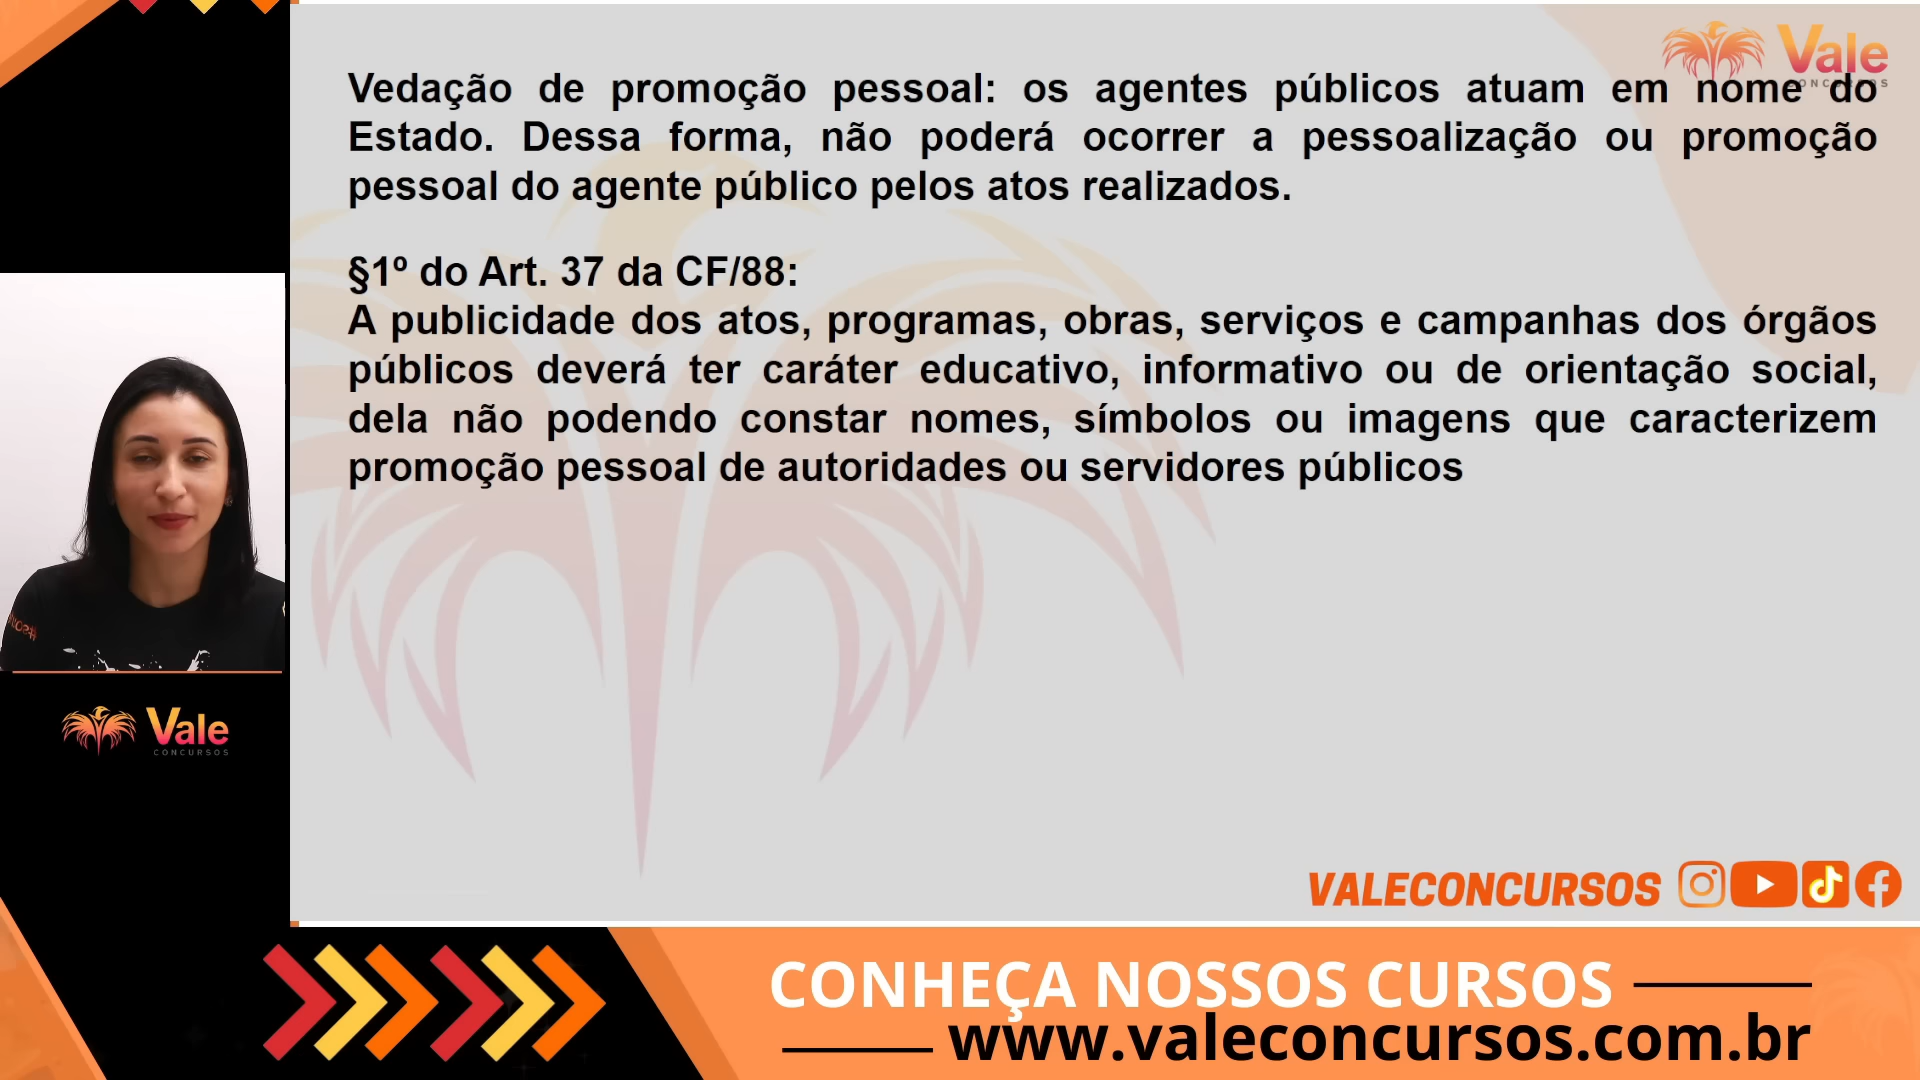 Vale
CONCURSOS
Vedação de promoção pessoal: os agentes públicos atuam em nome do
Estado. Dessa forma, não poderá ocorrer a pessoalização ou promoção
pessoal do agente público pelos atos realizados.
§1º do Art. 37 da CF/88:
A publicidade dos atos, programas, obras, serviços e campanhas dos órgãos
públicos deverá ter caráter educativo, informativo ou de orientação social,
dela não podendo constar nomes, símbolos ou imagens que caracterizem
promoção pessoal de autoridades ou servidores públicos
Vale
CONCURSOS
VALECONCURSOS
CONHEÇA NOSSOS CURSOS
www.valeconcursos.com.br